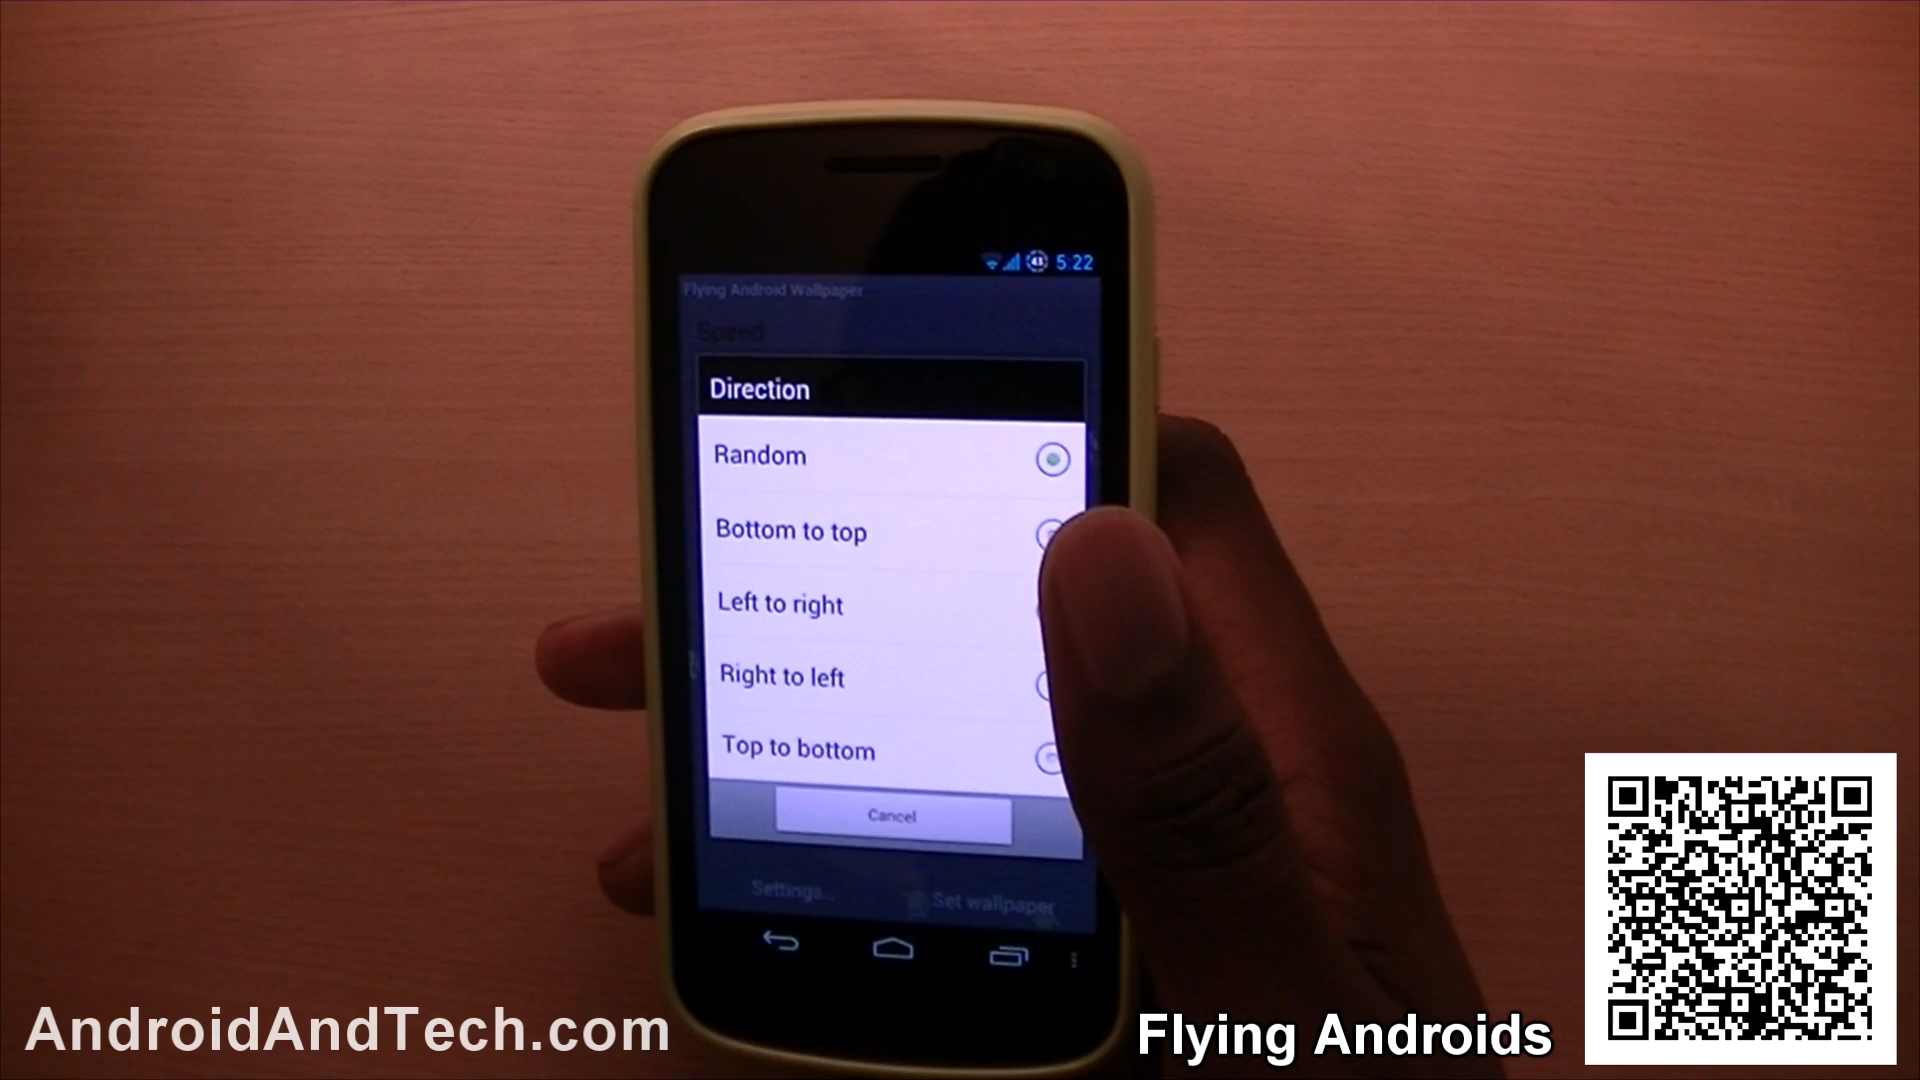 5:22
Flying Android Wallpaper
Speed
Direction
Random
Bottom to top
Left to right
Right to left
Top to bottom
Cancel
Settings...
Set wallpaper
AndroidAndTech.com
Flying Androids